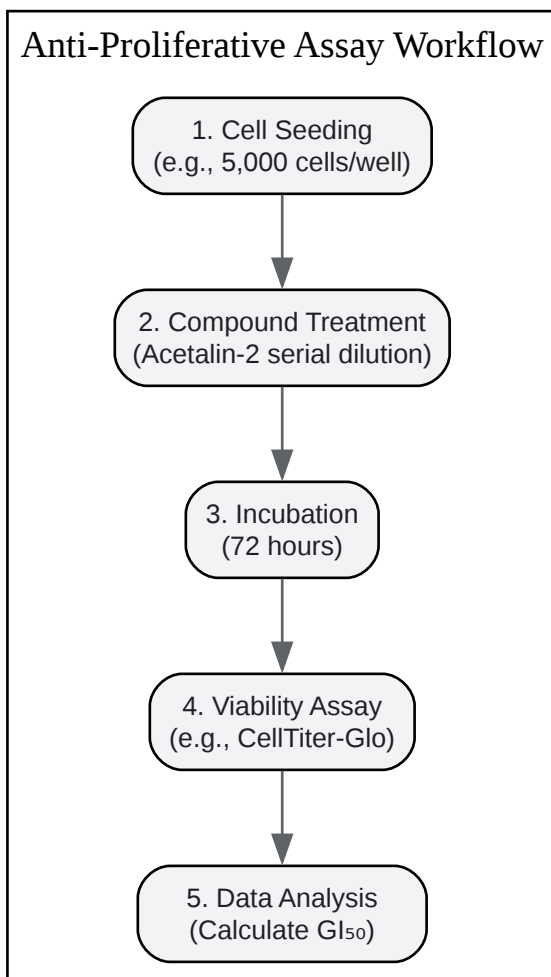 Anti-Proliferative Assay Workflow
1. Cell Seeding
(e.g., 5,000 cells/well)
2. Compound Treatment
(Acetalin-2 serial dilution)
3. Incubation
(72 hours)
4. Viability Assay
(e.g., CellTiter-Glo)
5. Data Analysis
(Calculate GI₅₀)